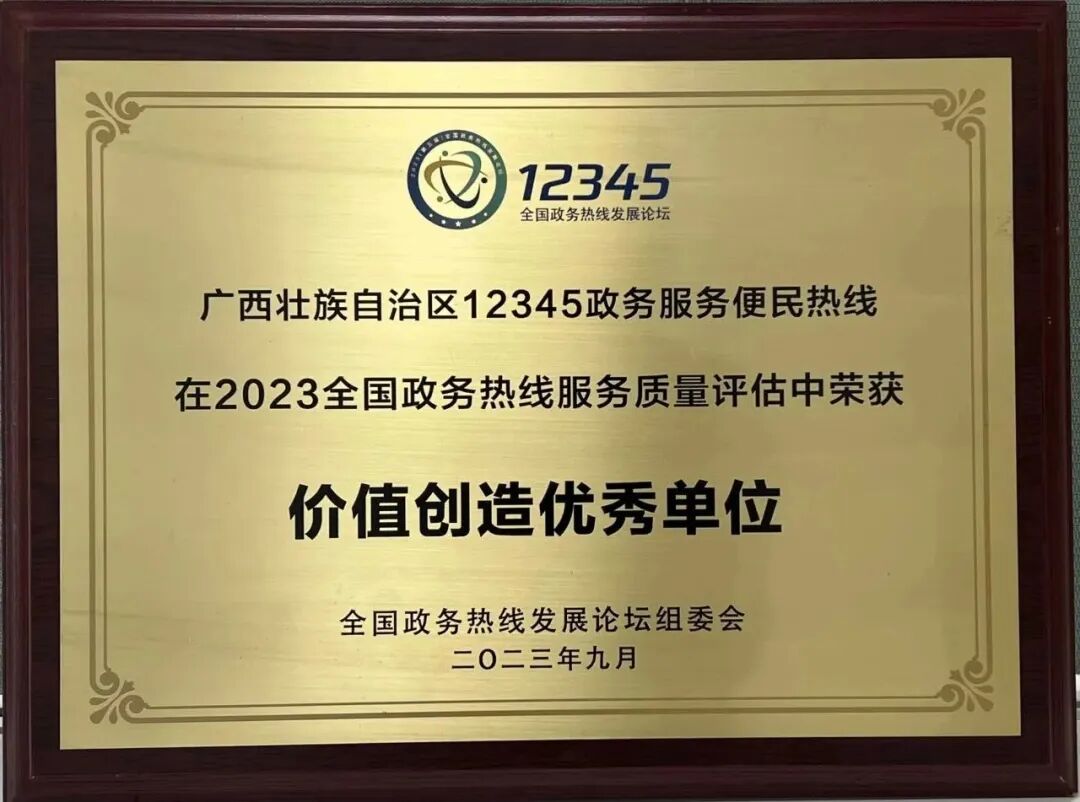 12345
全国政务热线发展论坛
广西壮族自治区12345政务服务便民热线
在2023全国政务热线服务质量评估中荣获
价值创造优秀单位
全国政务热线发展论坛组委会
二〇二三年九月